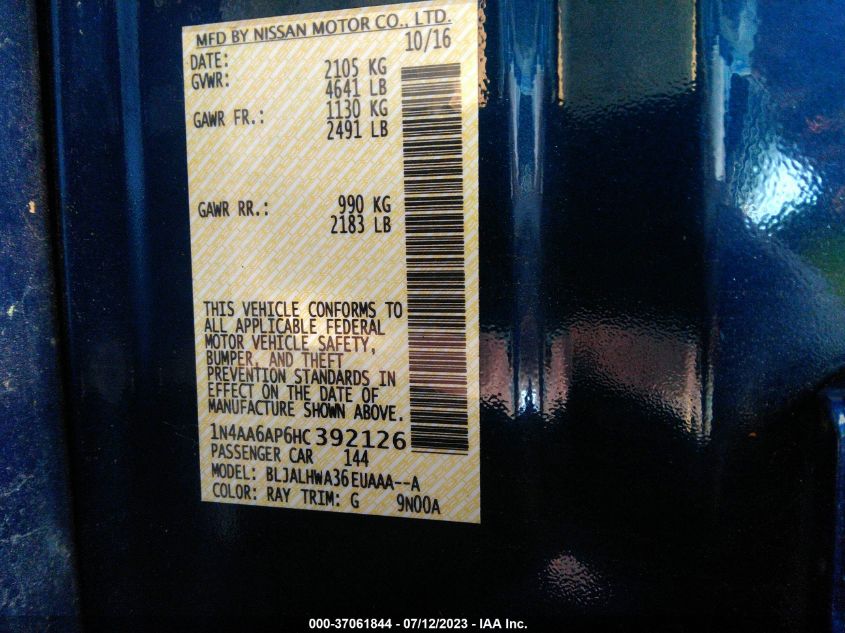 MFD BY NISSAN MOTOR CO., LTD.
DATE: 10/16
GVWR: 2105 KG
4641 LB
GAWR FR.: 1130 KG
2491 LB
GAWR RR.: 990 KG
2183 LB
THIS VEHICLE CONFORMS TO
ALL APPLICABLE FEDERAL
MOTOR VEHICLE SAFETY,
BUMPER, AND THEFT
PREVENTION STANDARDS IN
EFFECT ON THE DATE OF
MANUFACTURE SHOWN ABOVE.
1N4AA6AP6HC392126
PASSENGER CAR 144
MODEL: BLJALHWA36EUAAA--A
COLOR: RAY TRIM: G 9N00A
000-37061844 - 07/12/2023 - IAA Inc.